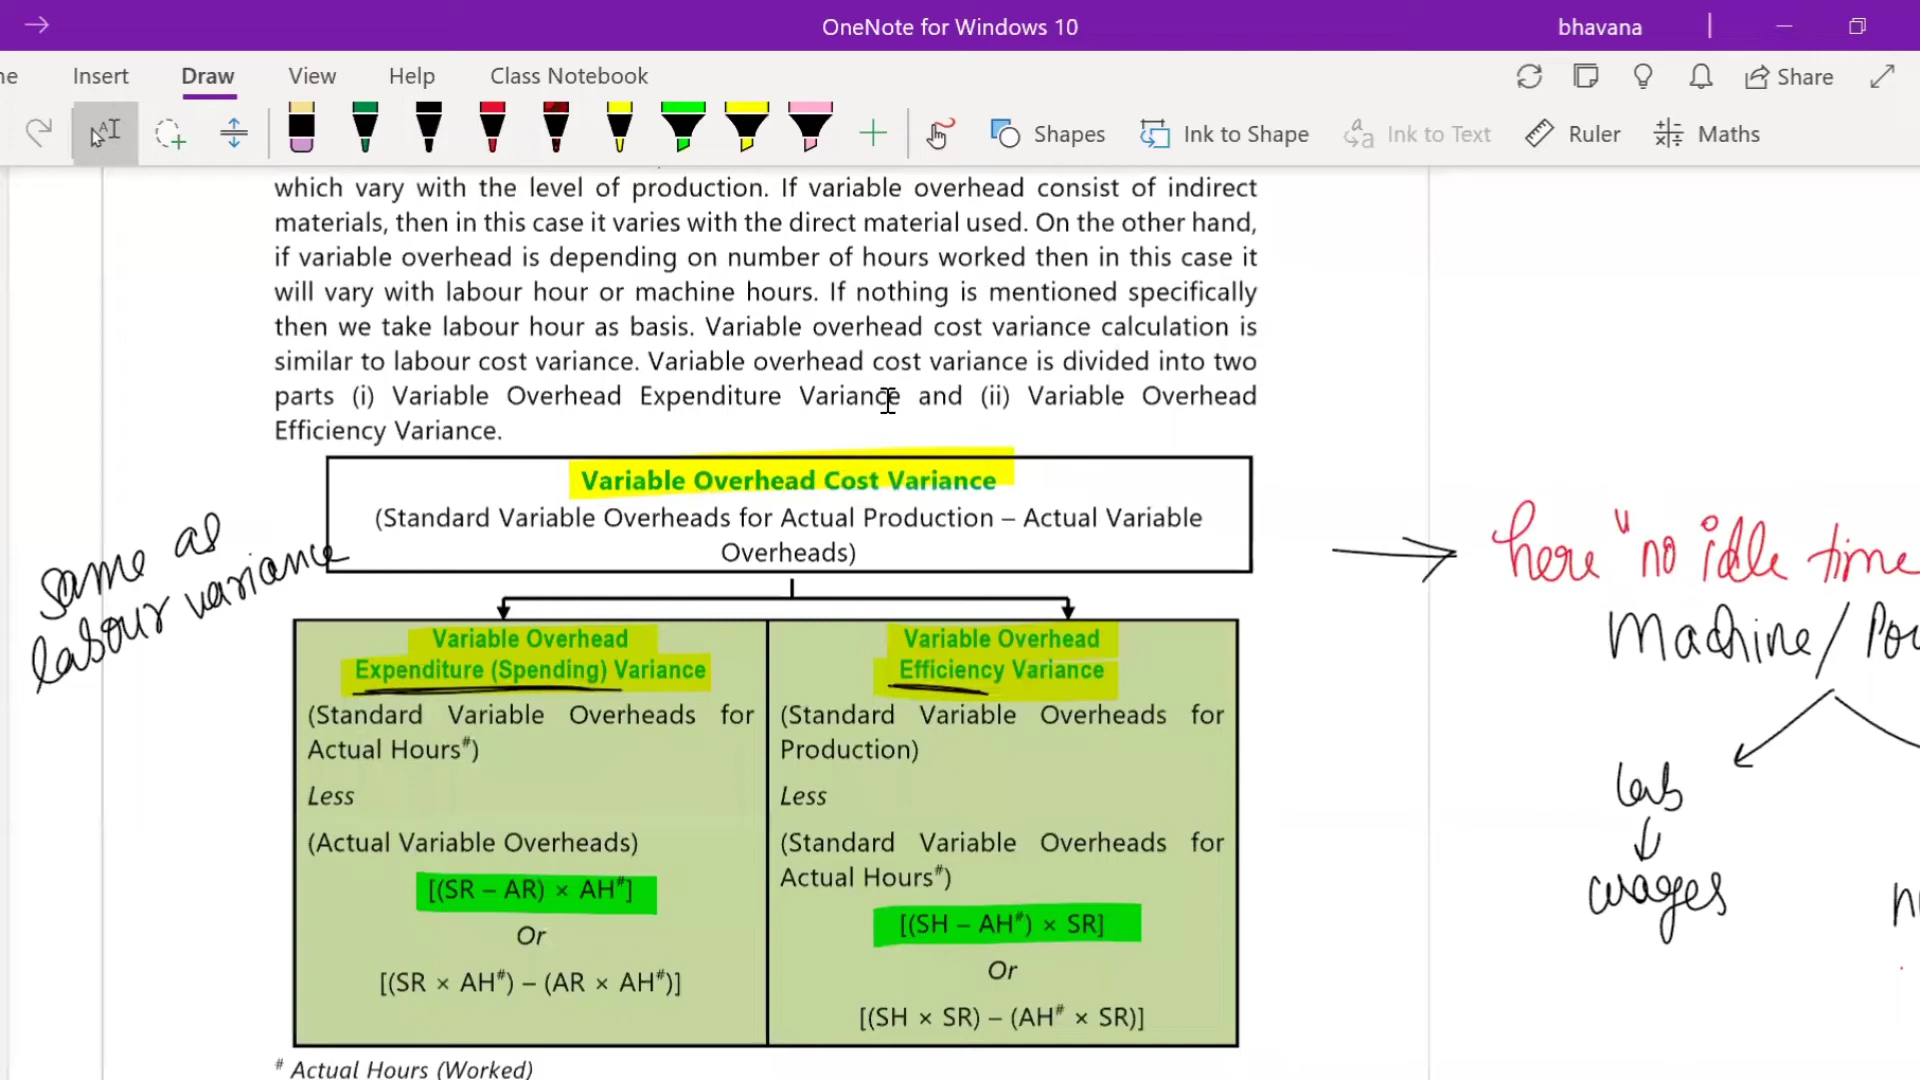 OneNote for Windows 10
bhavana
Insert Draw View Help Class Notebook
Share
Shapes Ink to Shape Ink to Text Ruler Maths
which vary with the level of production. If variable overhead consist of indirect
materials, then in this case it varies with the direct material used. On the other hand,
if variable overhead is depending on number of hours worked then in this case it
will vary with labour hour or machine hours. If nothing is mentioned specifically
then we take labour hour as basis. Variable overhead cost variance calculation is
similar to labour cost variance. Variable overhead cost variance is divided into two
parts (i) Variable Overhead Expenditure Variance and (ii) Variable Overhead
Efficiency Variance.
Variable Overhead Cost Variance
(Standard Variable Overheads for Actual Production – Actual Variable
Overheads)
same as
labour variance
here "no idle time
Machine/
lab
wages
Variable Overhead
Expenditure (Spending) Variance
(Standard Variable Overheads for
Actual Hours#)
Less
(Actual Variable Overheads)
[(SR – AR) × AH#]
Or
[(SR × AH#) – (AR × AH#)]
Variable Overhead
Efficiency Variance
(Standard Variable Overheads for
Production)
Less
(Standard Variable Overheads for
Actual Hours#)
[(SH – AH#) × SR]
Or
[(SH × SR) – (AH# × SR)]
# Actual Hours (Worked)